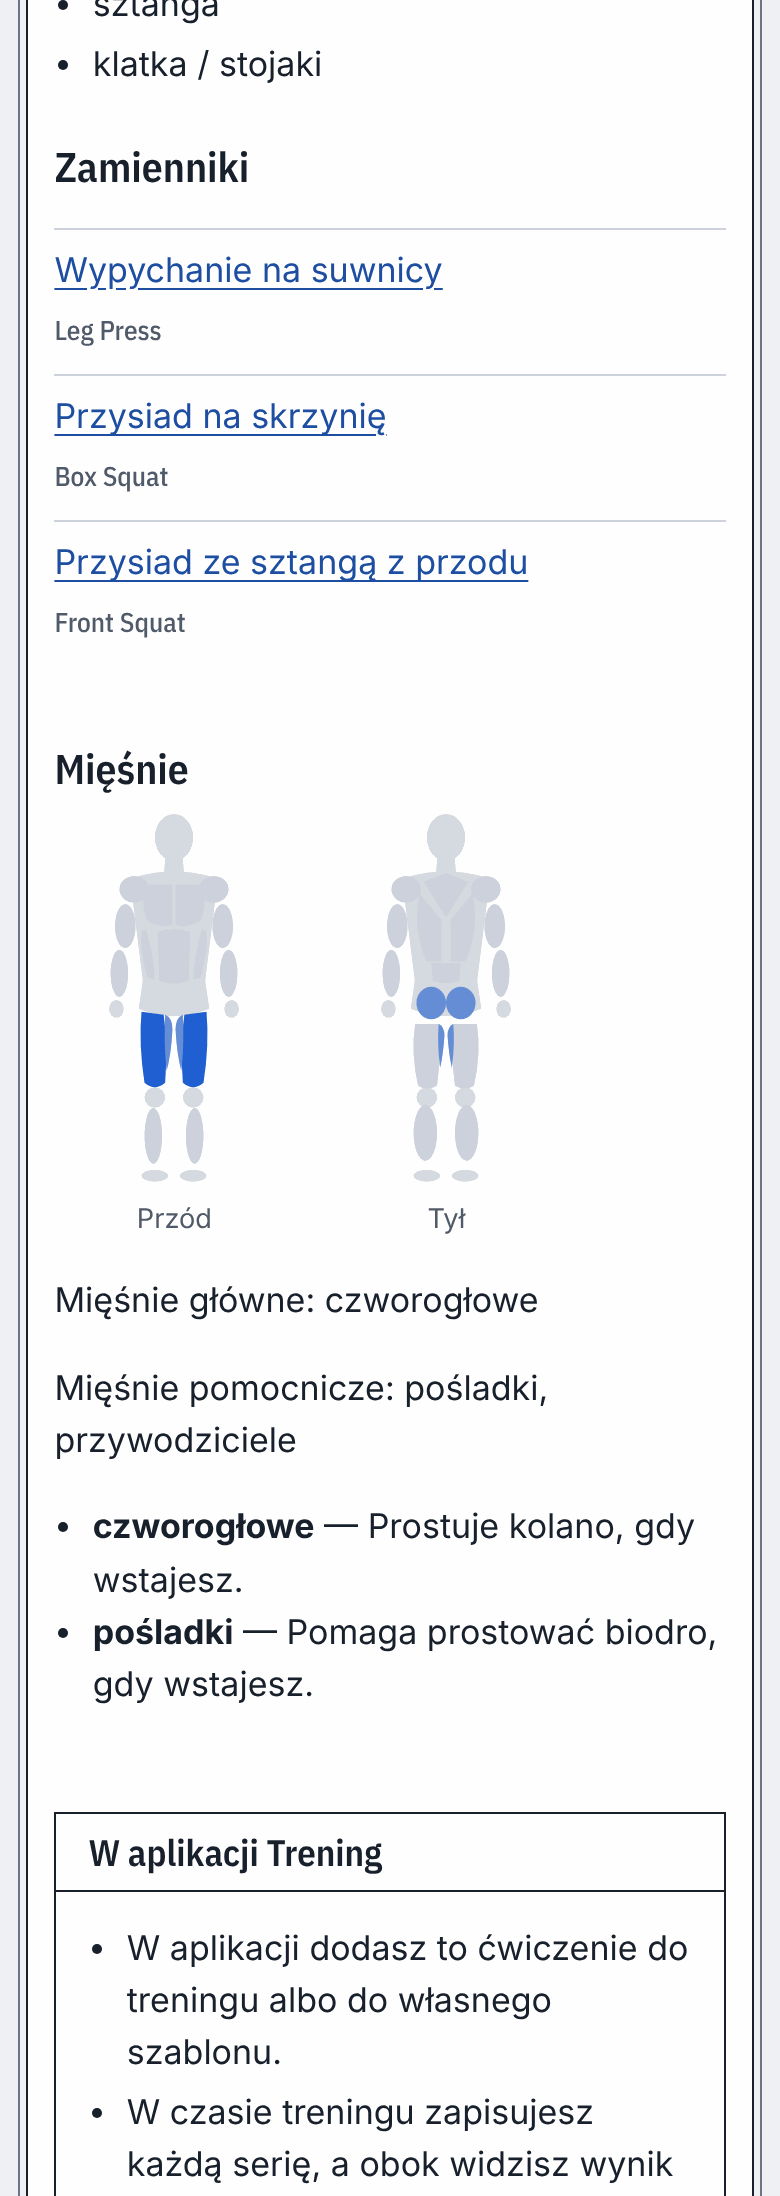 sztanga
klatka / stojaki
Zamienniki
Wypychanie na suwnicy
Leg Press
Przysiad na skrzynię
Box Squat
Przysiad ze sztangą z przodu
Front Squat
Mięśnie
Przód
Tył
Mięśnie główne: czworogłowe
Mięśnie pomocnicze: pośladki,
przywodziciele
czworogłowe — Prostuje kolano, gdy
wstajesz.
pośladki — Pomaga prostować biodro,
gdy wstajesz.
W aplikacji Trening
W aplikacji dodasz to ćwiczenie do
treningu albo do własnego
szablonu.
W czasie treningu zapisujesz
każdą serię, a obok widzisz wynik